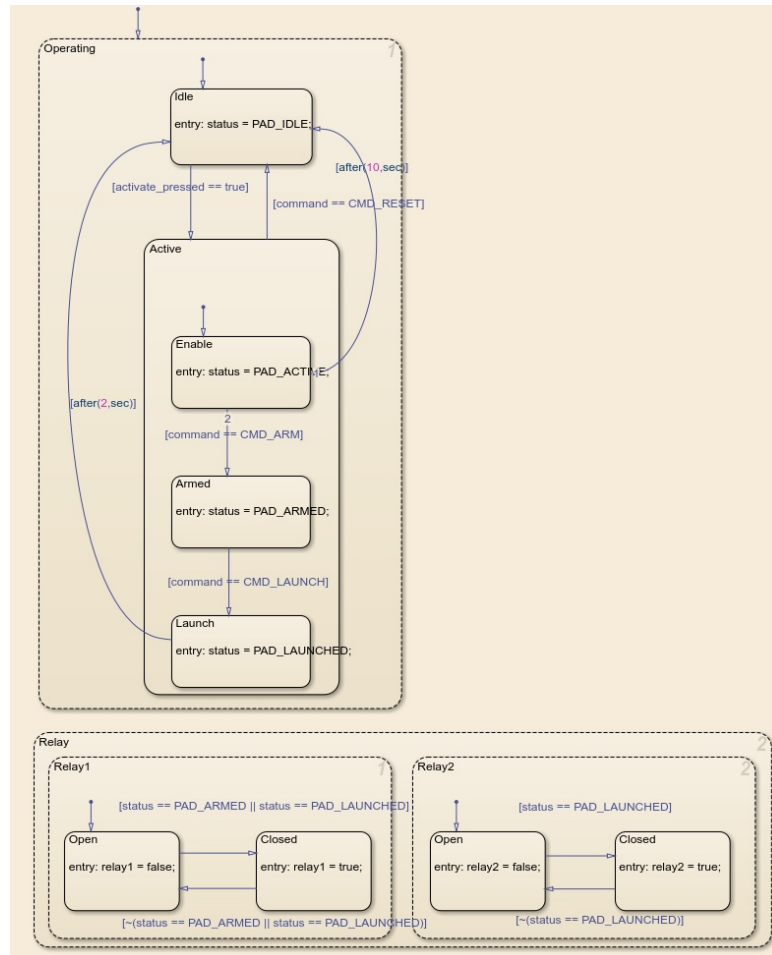 Operating
1
Idle
entry: status = PAD_IDLE;
[after(10,sec)]
[activate_pressed == true]
[command == CMD_RESET]
Active
Enable
entry: status = PAD_ACTIVE;
1
[after(2,sec)]
2
[command == CMD_ARM]
Armed
entry: status = PAD_ARMED;
[command == CMD_LAUNCH]
Launch
entry: status = PAD_LAUNCHED;
Relay
2
Relay1
1
[status == PAD_ARMED || status == PAD_LAUNCHED]
Open
entry: relay1 = false;
Closed
entry: relay1 = true;
[~(status == PAD_ARMED || status == PAD_LAUNCHED)]
Relay2
2
[status == PAD_LAUNCHED]
Open
entry: relay2 = false;
Closed
entry: relay2 = true;
[~(status == PAD_LAUNCHED)]